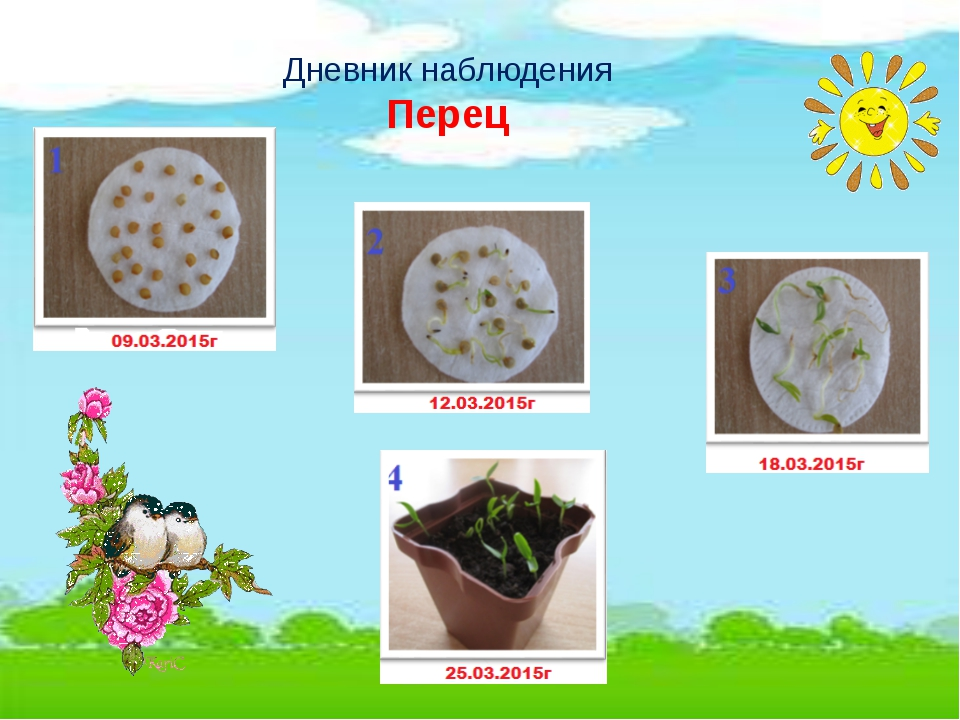 Дневник наблюдения
Перец
1
09.03.2015г
2
12.03.2015г
3
18.03.2015г
4
25.03.2015г